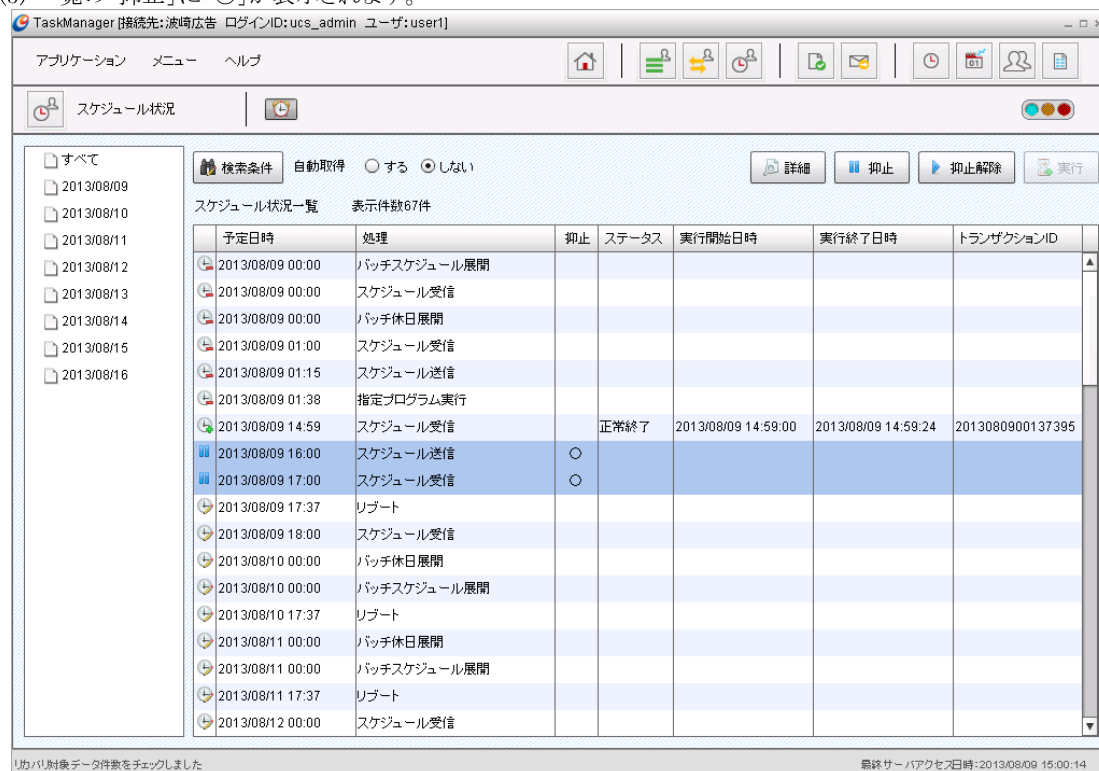 TaskManager [接続先:波崎広告 ログインID:ucs_admin ユーザ:user1]
アプリケーション メニュー ヘルプ
スケジュール状況
すべて
2013/08/09
2013/08/10
2013/08/11
2013/08/12
2013/08/13
2013/08/14
2013/08/15
2013/08/16
検索条件 自動取得 する しない 詳細 抑止 抑止解除 実行
スケジュール状況一覧 表示件数67件
予定日時 処理 抑止 ステータス 実行開始日時 実行終了日時 トランザクションID
2013/08/09 00:00 バッチスケジュール展開
2013/08/09 00:00 スケジュール受信
2013/08/09 00:00 バッチ休日展開
2013/08/09 01:00 スケジュール受信
2013/08/09 01:15 スケジュール送信
2013/08/09 01:38 指定プログラム実行
2013/08/09 14:59 スケジュール受信 正常終了 2013/08/09 14:59:00 2013/08/09 14:59:24 2013080900137395
2013/08/09 16:00 スケジュール送信 ○
2013/08/09 17:00 スケジュール受信 ○
2013/08/09 17:37 リブート
2013/08/09 18:00 スケジュール受信
2013/08/10 00:00 バッチ休日展開
2013/08/10 00:00 バッチスケジュール展開
2013/08/10 17:37 リブート
2013/08/11 00:00 バッチ休日展開
2013/08/11 00:00 バッチスケジュール展開
2013/08/11 17:37 リブート
2013/08/12 00:00 スケジュール受信
リカバリ対象データ件数をチェックしました 最終サーバアクセス日時:2013/08/09 15:00:14